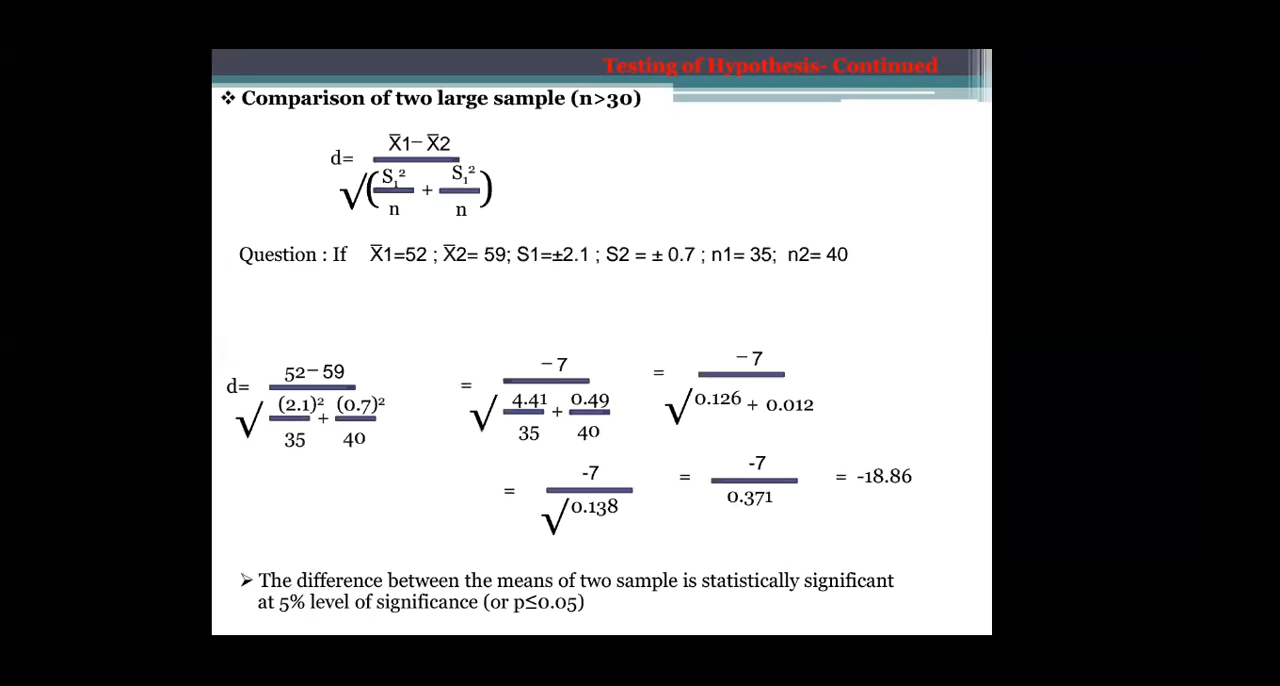 Testing of Hypothesis- Continued
❖ Comparison of two large sample (n>30)
X̅1− X̅2
d=
√( S₁² + S₁² )
n n
Question : If X̅1=52 ; X̅2= 59; S1=±2.1 ; S2 = ± 0.7 ; n1= 35; n2= 40
52− 59
d=
√ (2.1)² + (0.7)²
35 40
− 7
=
√ 4.41 + 0.49
35 40
− 7
=
√ 0.126 + 0.012
-7
=
√ 0.138
-7
=
0.371
= -18.86
➢ The difference between the means of two sample is statistically significant
at 5% level of significance (or p≤0.05)